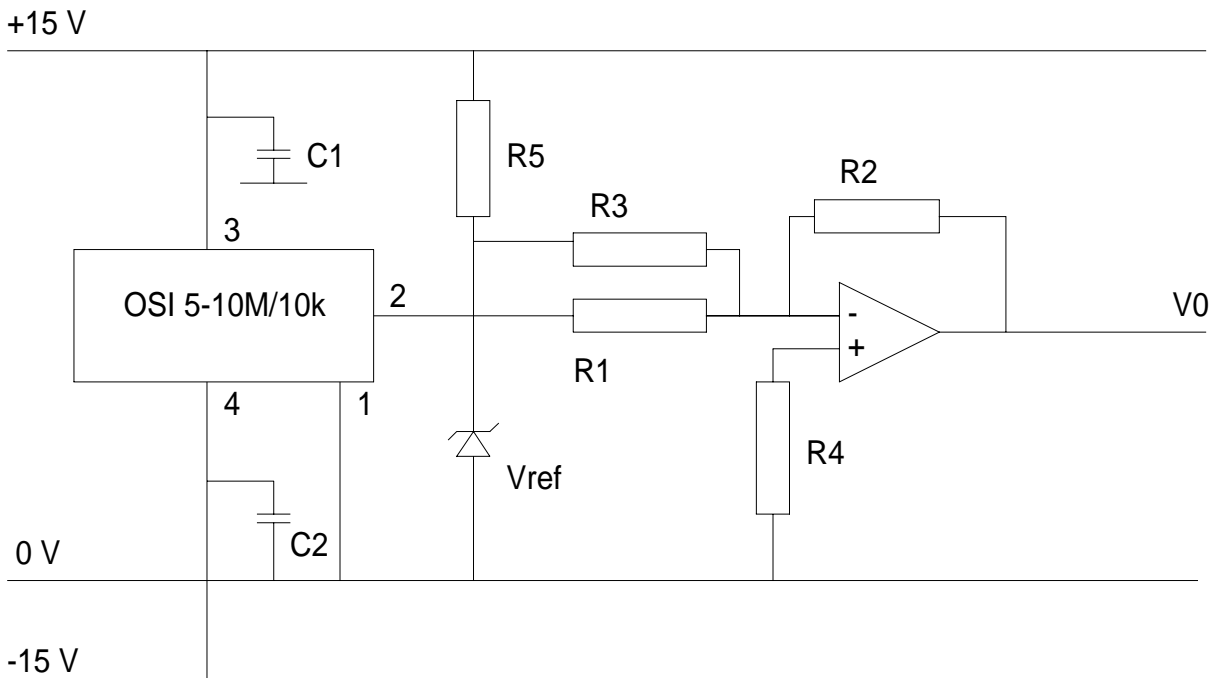 +15 V
C1
R5
R2
R3
3
OSI 5-10M/10k
2
V0
-
+
R1
4
1
R4
Vref
C2
0 V
-15 V